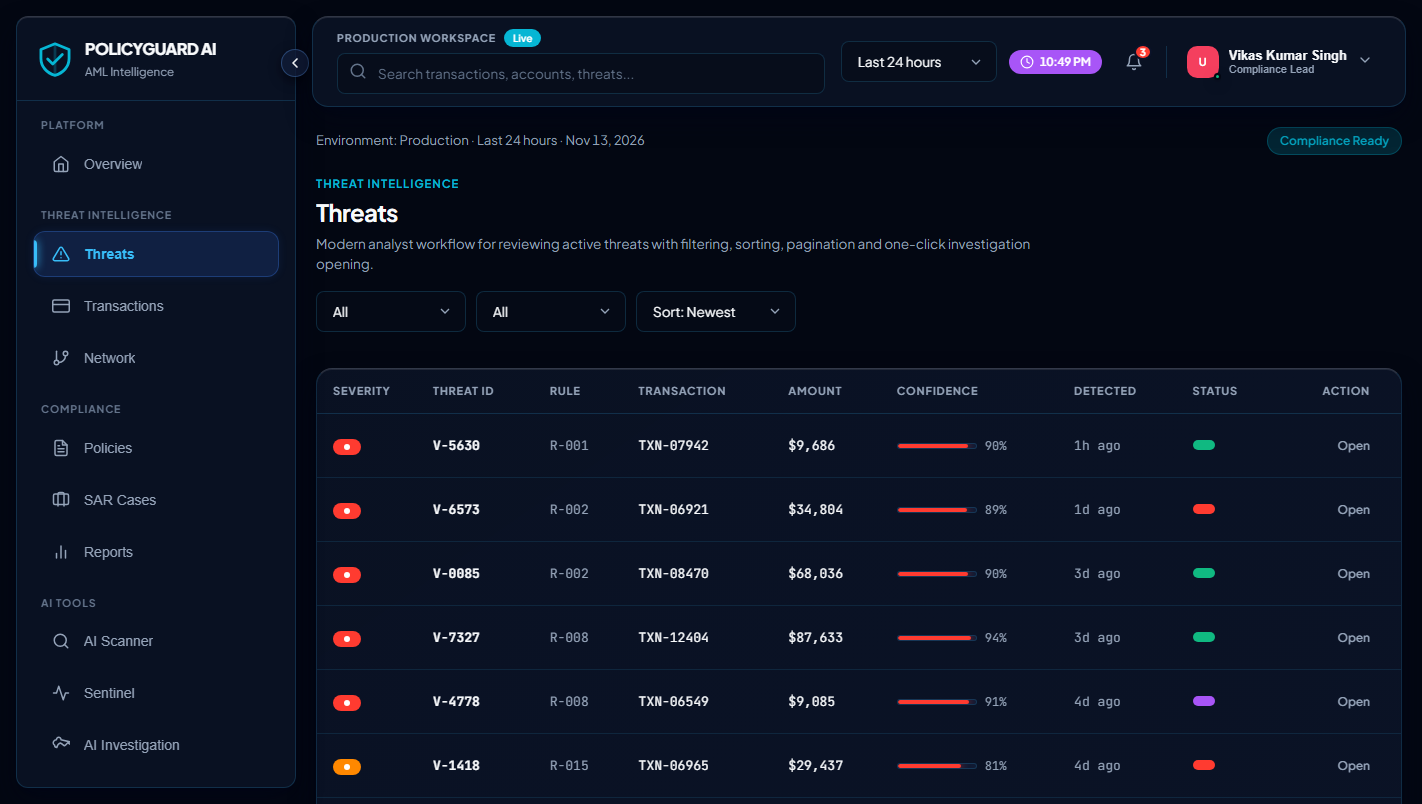 POLICYGUARD AI
AML Intelligence
PLATFORM
Overview
THREAT INTELLIGENCE
Threats
Transactions
Network
COMPLIANCE
Policies
SAR Cases
Reports
AI TOOLS
AI Scanner
Sentinel
AI Investigation
PRODUCTION WORKSPACE Live
Search transactions, accounts, threats...
Last 24 hours
10:49 PM
3
U
Vikas Kumar Singh
Compliance Lead
Environment: Production · Last 24 hours · Nov 13, 2026
Compliance Ready
THREAT INTELLIGENCE
Threats
Modern analyst workflow for reviewing active threats with filtering, sorting, pagination and one-click investigation
opening.
All All Sort: Newest
SEVERITY THREAT ID RULE TRANSACTION AMOUNT CONFIDENCE DETECTED STATUS ACTION
V-5630 R-001 TXN-07942 $9,686 90% 1h ago Open
V-6573 R-002 TXN-06921 $34,804 89% 1d ago Open
V-0085 R-002 TXN-08470 $68,036 90% 3d ago Open
V-7327 R-008 TXN-12404 $87,633 94% 3d ago Open
V-4778 R-008 TXN-06549 $9,085 91% 4d ago Open
V-1418 R-015 TXN-06965 $29,437 81% 4d ago Open